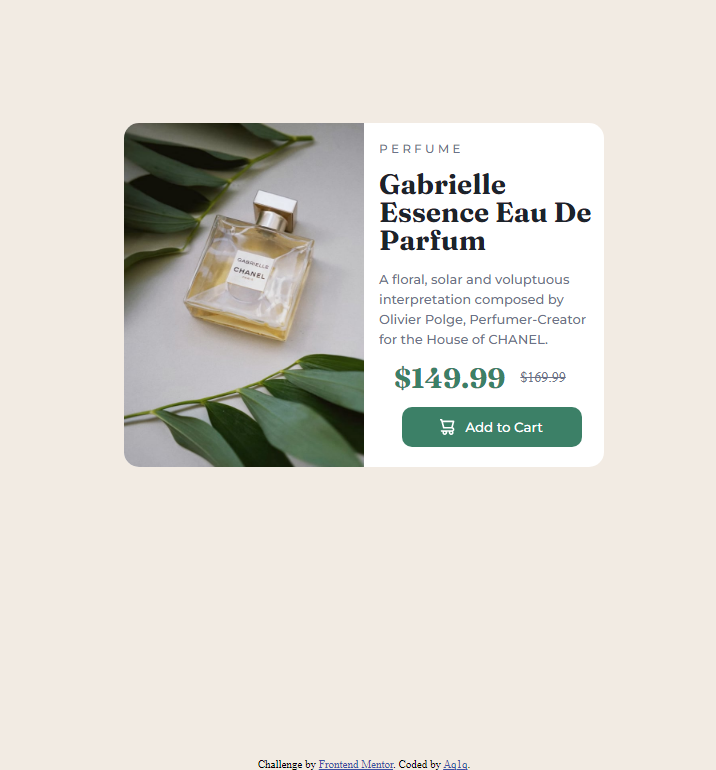 PERFUME
Gabrielle
Essence Eau De
Parfum
A floral, solar and voluptuous
interpretation composed by
Olivier Polge, Perfumer-Creator
for the House of CHANEL.
$149.99 $169.99
Add to Cart
GABRIELLE
CHANEL
PARIS
Challenge by Frontend Mentor. Coded by Aq1q.